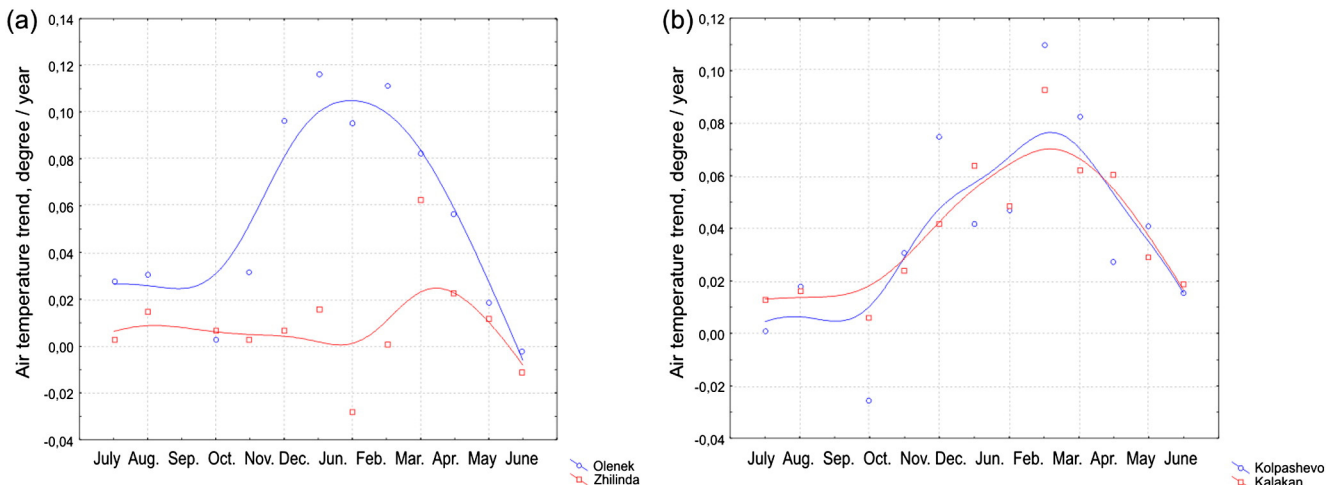 (a)
Air temperature trend, degree / year
0,14
0,12
0,10
0,08
0,06
0,04
0,02
0,00
-0,02
-0,04
July Aug. Sep. Oct. Nov. Dec. Jun. Feb. Mar. Apr. May June
Olenek
Zhilinda
(b)
Air temperature trend, degree / year
0,12
0,10
0,08
0,06
0,04
0,02
0,00
-0,02
-0,04
July Aug. Sep. Oct. Nov. Dec. Jun. Feb. Mar. Apr. May June
Kolpashevo
Kalakan